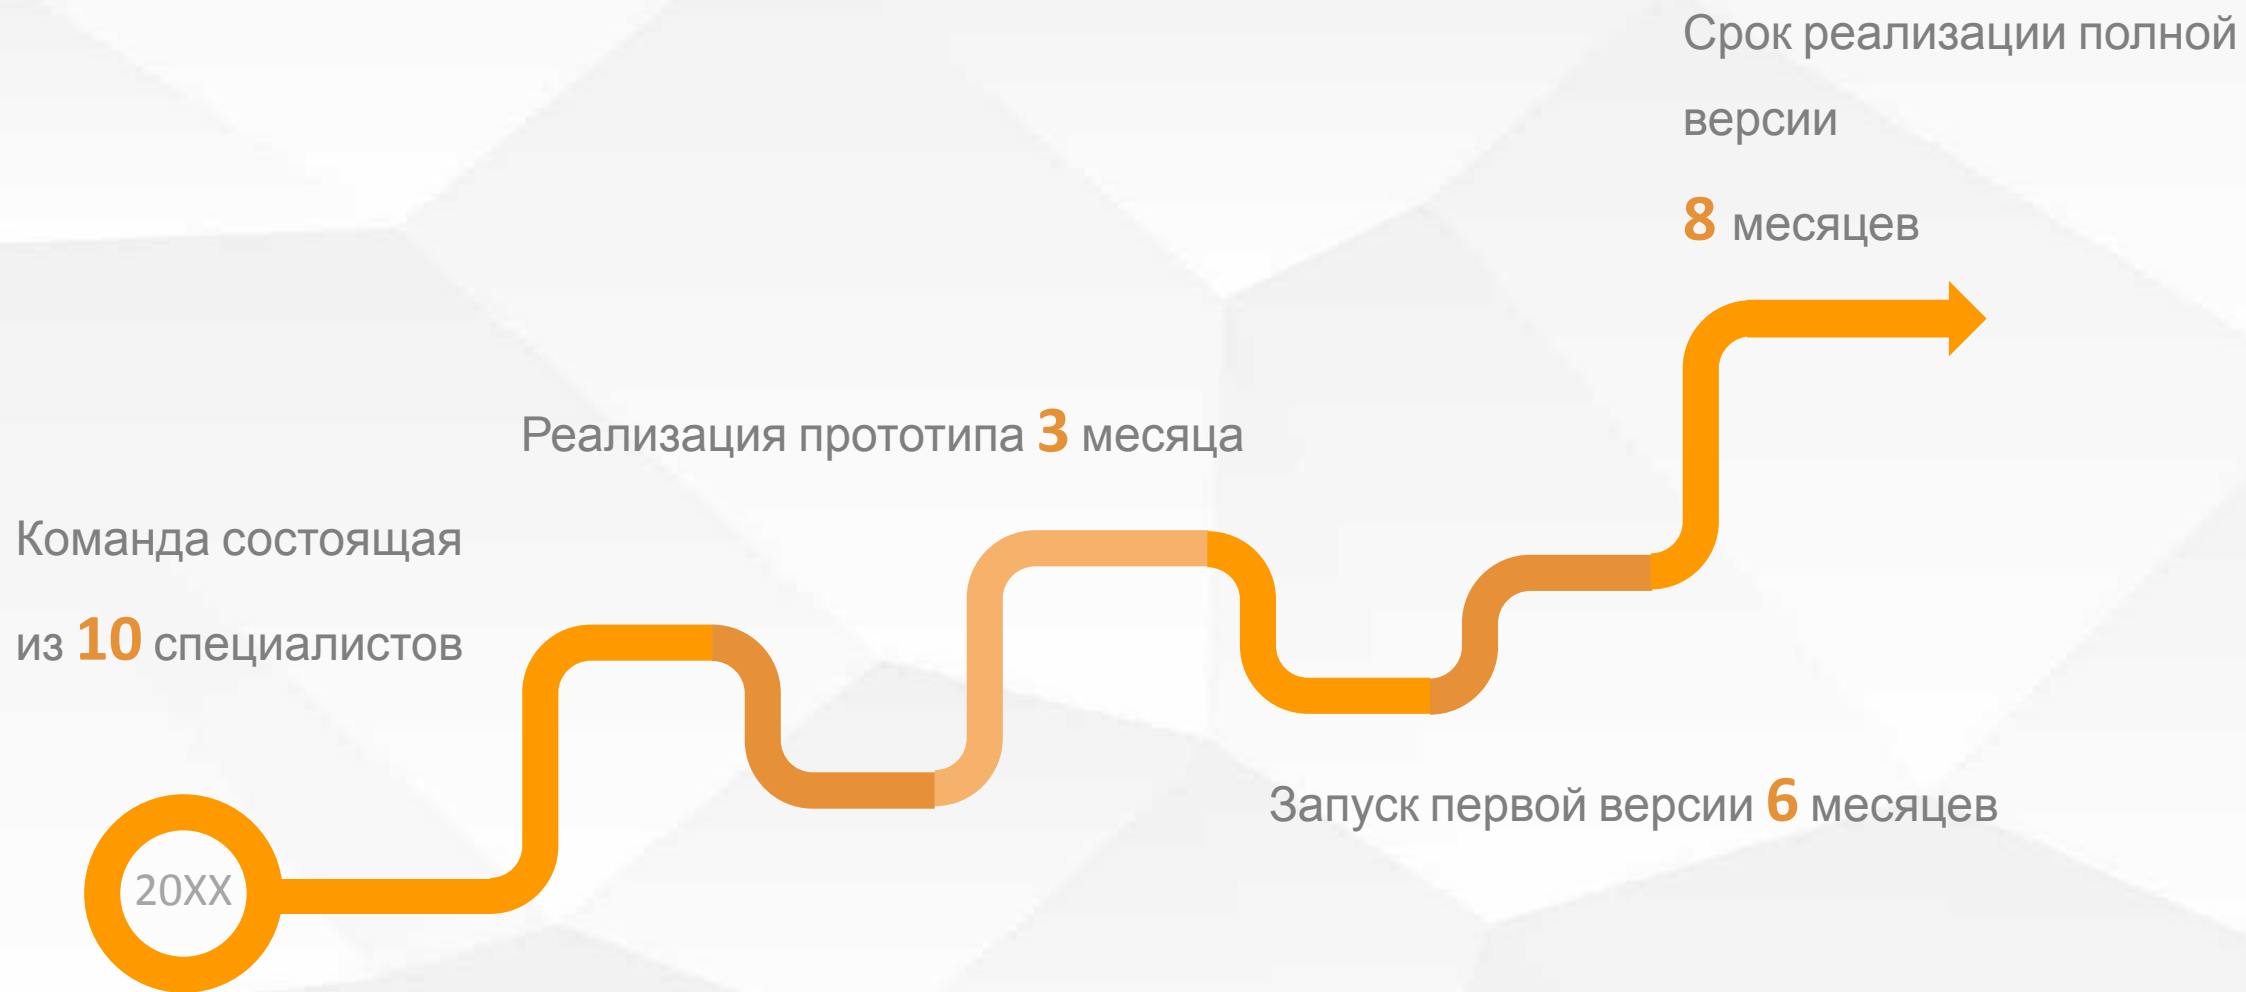 Срок реализации полной
версии
8 месяцев
Реализация прототипа 3 месяца
Команда состоящая
из 10 специалистов
Запуск первой версии 6 месяцев
20XX